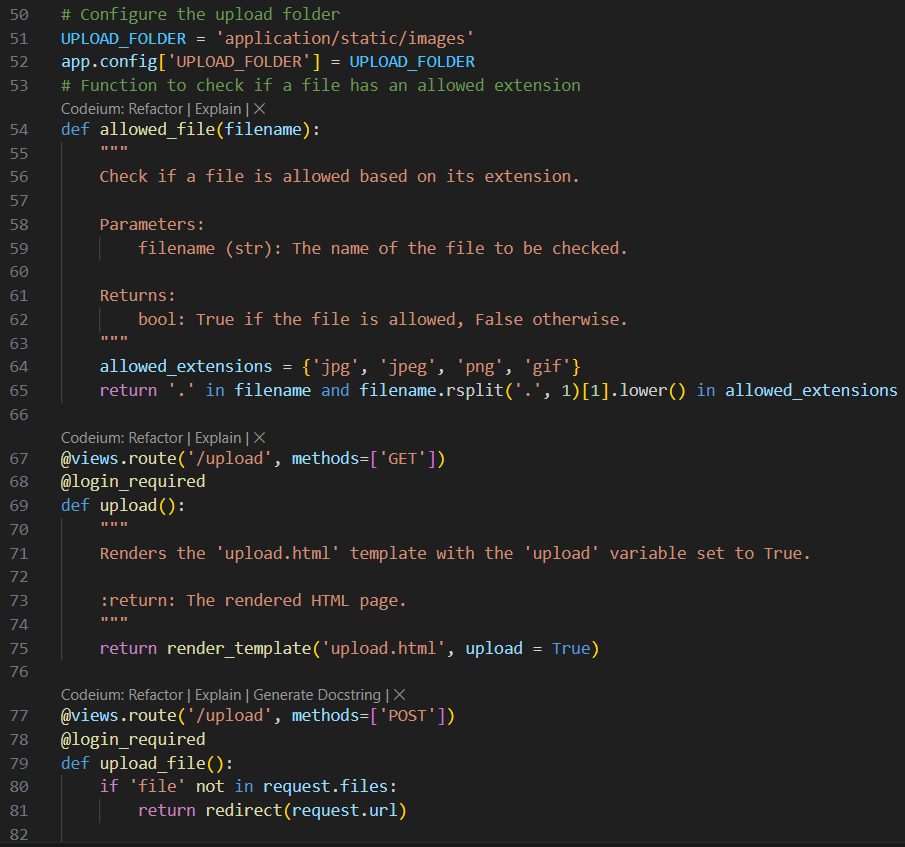 50 # Configure the upload folder
51 UPLOAD_FOLDER = 'application/static/images'
52 app.config['UPLOAD_FOLDER'] = UPLOAD_FOLDER
53 # Function to check if a file has an allowed extension
Codeium: Refactor | Explain | ×
54 def allowed_file(filename):
55     """
56     Check if a file is allowed based on its extension.
57
58     Parameters:
59         filename (str): The name of the file to be checked.
60
61     Returns:
62         bool: True if the file is allowed, False otherwise.
63     """
64     allowed_extensions = {'jpg', 'jpeg', 'png', 'gif'}
65     return '.' in filename and filename.rsplit('.', 1)[1].lower() in allowed_extensions
66
Codeium: Refactor | Explain | ×
67 @views.route('/upload', methods=['GET'])
68 @login_required
69 def upload():
70     """
71     Renders the 'upload.html' template with the 'upload' variable set to True.
72
73     :return: The rendered HTML page.
74     """
75     return render_template('upload.html', upload = True)
76
Codeium: Refactor | Explain | Generate Docstring | ×
77 @views.route('/upload', methods=['POST'])
78 @login_required
79 def upload_file():
80     if 'file' not in request.files:
81         return redirect(request.url)
82